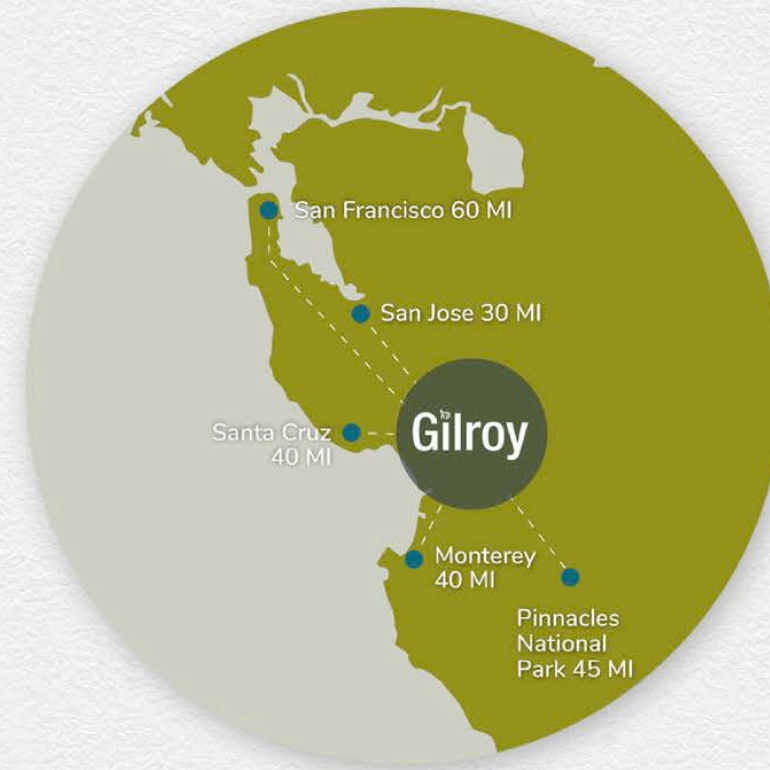 San Francisco 60 MI
San Jose 30 MI
Santa Cruz
40 MI
Gilroy
Monterey
40 MI
Pinnacles
National
Park 45 MI